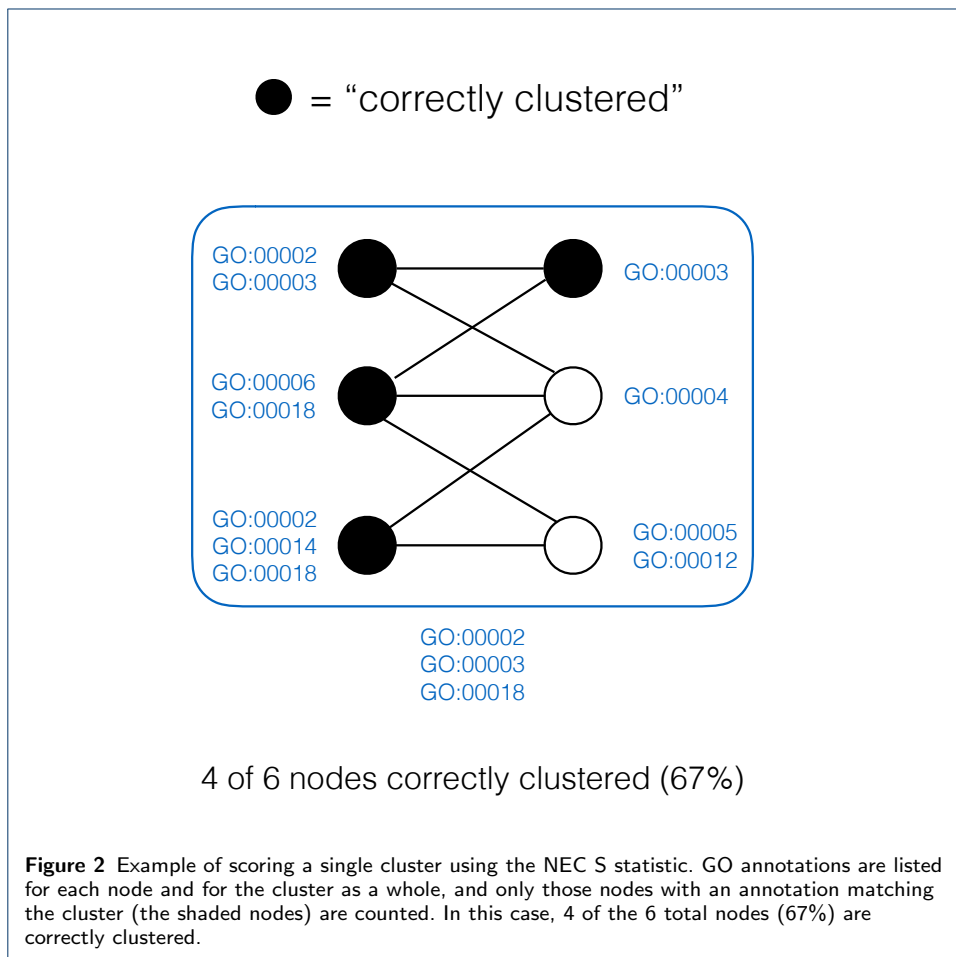 = “correctly clustered”
GO:00002
GO:00003
GO:00003
GO:00006
GO:00018
GO:00004
GO:00002
GO:00014
GO:00018
GO:00005
GO:00012
GO:00002
GO:00003
GO:00018
4 of 6 nodes correctly clustered (67%)
Figure 2 Example of scoring a single cluster using the NEC S statistic. GO annotations are listed
for each node and for the cluster as a whole, and only those nodes with an annotation matching
the cluster (the shaded nodes) are counted. In this case, 4 of the 6 total nodes (67%) are
correctly clustered.